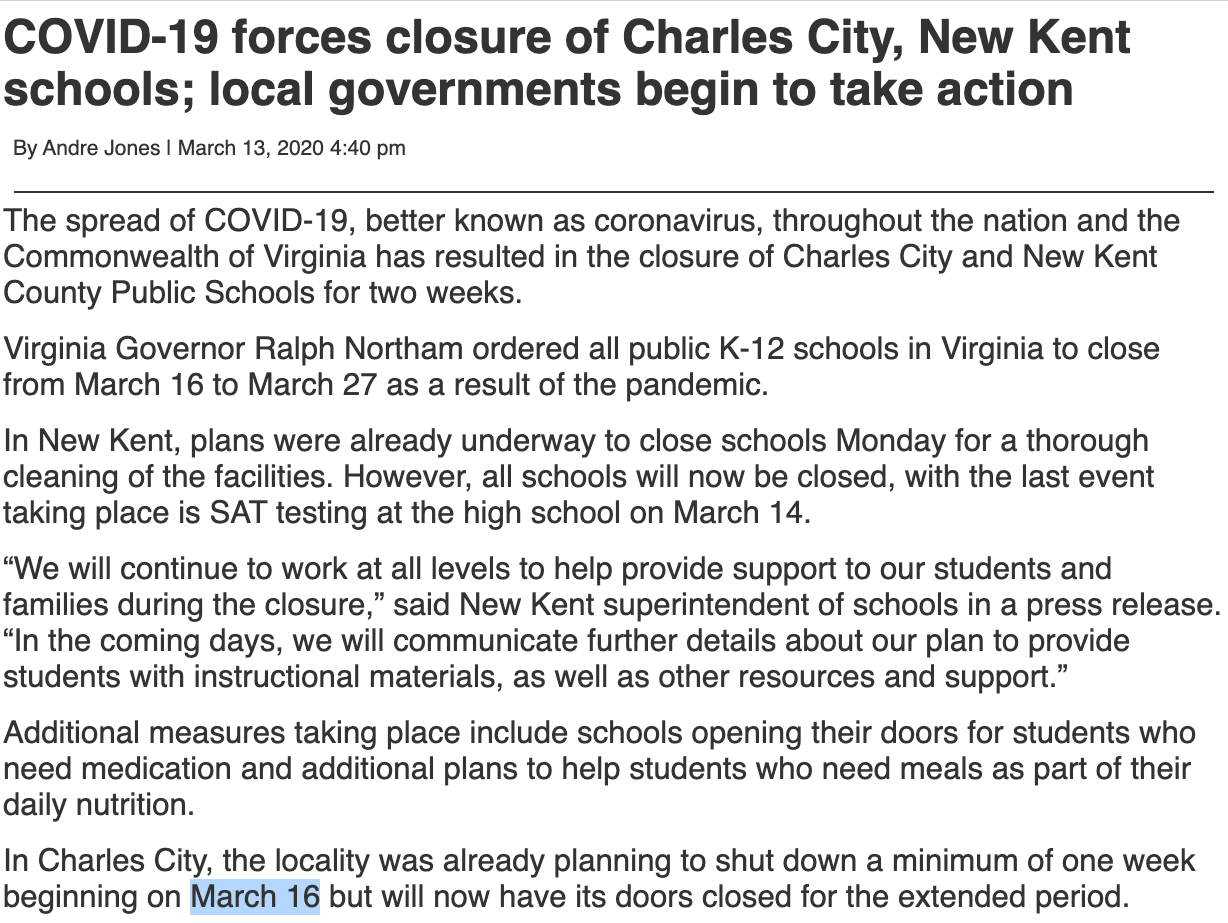 COVID-19 forces closure of Charles City, New Kent
schools; local governments begin to take action
By Andre Jones | March 13, 2020 4:40 pm
The spread of COVID-19, better known as coronavirus, throughout the nation and the
Commonwealth of Virginia has resulted in the closure of Charles City and New Kent
County Public Schools for two weeks.
Virginia Governor Ralph Northam ordered all public K-12 schools in Virginia to close
from March 16 to March 27 as a result of the pandemic.
In New Kent, plans were already underway to close schools Monday for a thorough
cleaning of the facilities. However, all schools will now be closed, with the last event
taking place is SAT testing at the high school on March 14.
“We will continue to work at all levels to help provide support to our students and
families during the closure,” said New Kent superintendent of schools in a press release.
“In the coming days, we will communicate further details about our plan to provide
students with instructional materials, as well as other resources and support.”
Additional measures taking place include schools opening their doors for students who
need medication and additional plans to help students who need meals as part of their
daily nutrition.
In Charles City, the locality was already planning to shut down a minimum of one week
beginning on March 16 but will now have its doors closed for the extended period.